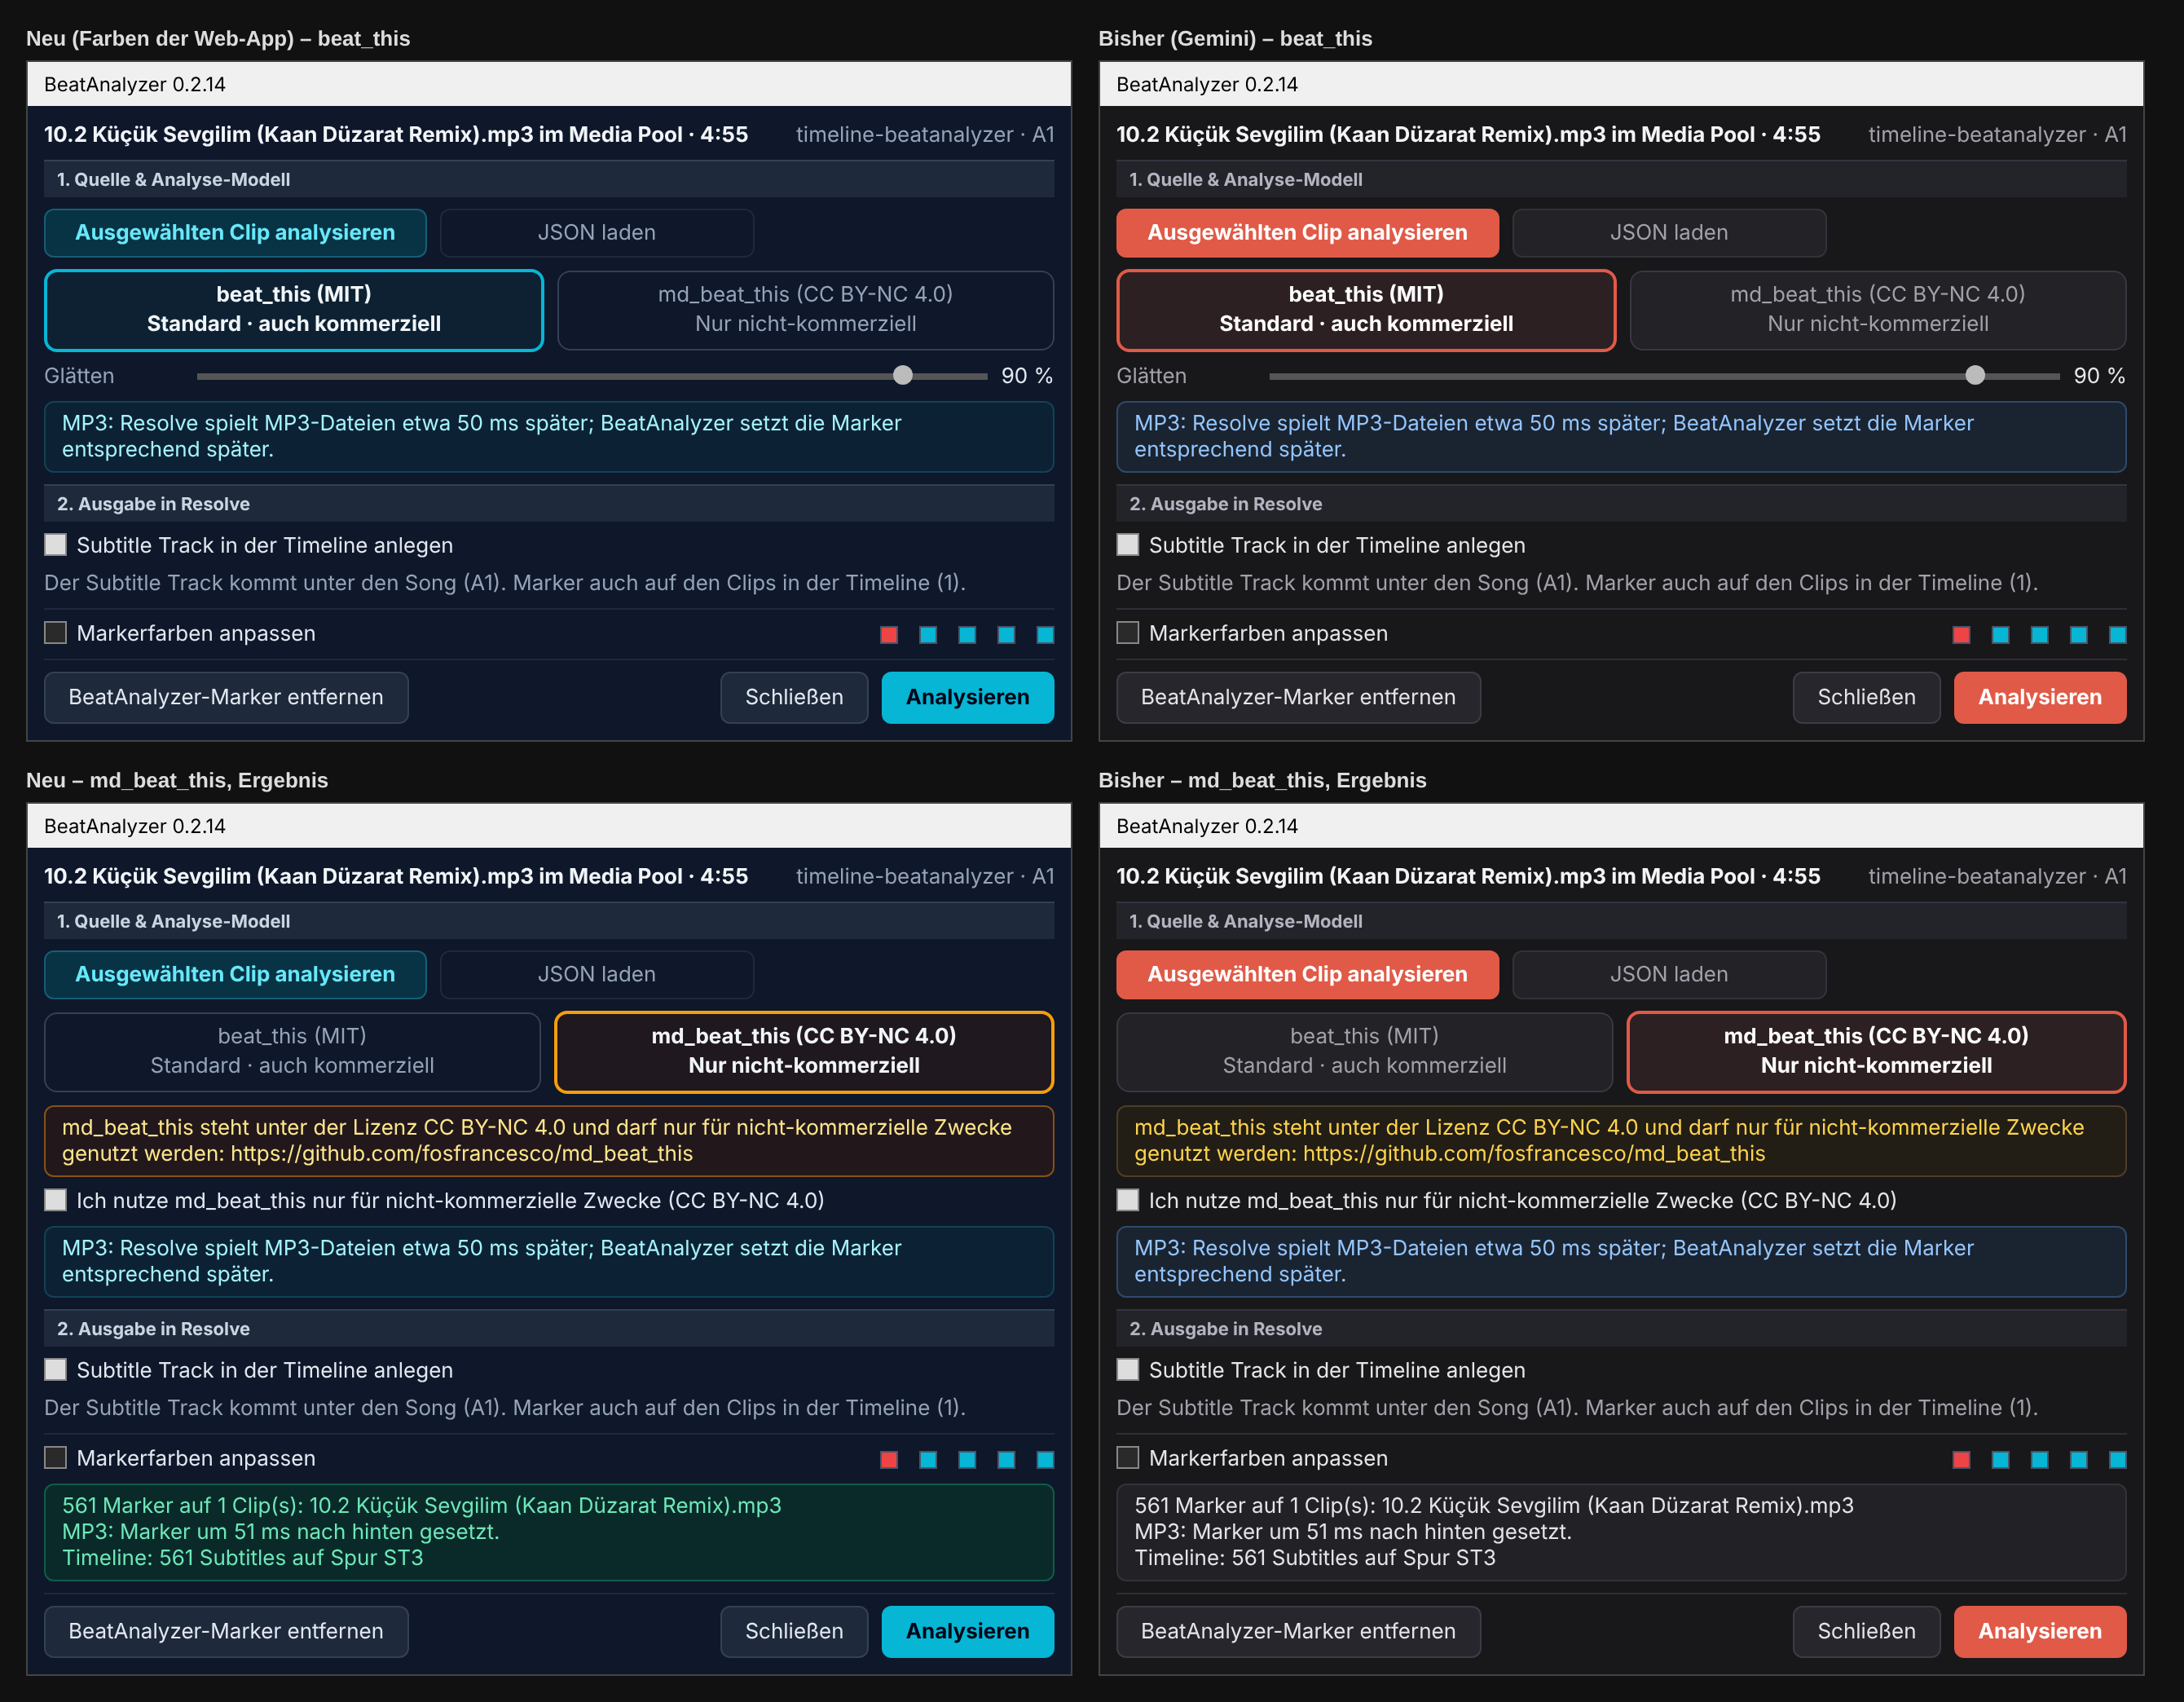 Neu (Farben der Web-App) – beat_this
BeatAnalyzer 0.2.14
10.2 Küçük Sevgilim (Kaan Düzarat Remix).mp3 im Media Pool · 4:55 timeline-beatanalyzer · A1
1. Quelle & Analyse-Modell
Ausgewählten Clip analysieren JSON laden
beat_this (MIT) md_beat_this (CC BY-NC 4.0)
Standard · auch kommerziell Nur nicht-kommerziell
Glätten 90 %
MP3: Resolve spielt MP3-Dateien etwa 50 ms später; BeatAnalyzer setzt die Marker
entsprechend später.
2. Ausgabe in Resolve
Subtitle Track in der Timeline anlegen
Der Subtitle Track kommt unter den Song (A1). Marker auch auf den Clips in der Timeline (1).
Markerfarben anpassen
BeatAnalyzer-Marker entfernen Schließen Analysieren
Bisher (Gemini) – beat_this
BeatAnalyzer 0.2.14
10.2 Küçük Sevgilim (Kaan Düzarat Remix).mp3 im Media Pool · 4:55 timeline-beatanalyzer · A1
1. Quelle & Analyse-Modell
Ausgewählten Clip analysieren JSON laden
beat_this (MIT) md_beat_this (CC BY-NC 4.0)
Standard · auch kommerziell Nur nicht-kommerziell
Glätten 90 %
MP3: Resolve spielt MP3-Dateien etwa 50 ms später; BeatAnalyzer setzt die Marker
entsprechend später.
2. Ausgabe in Resolve
Subtitle Track in der Timeline anlegen
Der Subtitle Track kommt unter den Song (A1). Marker auch auf den Clips in der Timeline (1).
Markerfarben anpassen
BeatAnalyzer-Marker entfernen Schließen Analysieren
Neu – md_beat_this, Ergebnis
BeatAnalyzer 0.2.14
10.2 Küçük Sevgilim (Kaan Düzarat Remix).mp3 im Media Pool · 4:55 timeline-beatanalyzer · A1
1. Quelle & Analyse-Modell
Ausgewählten Clip analysieren JSON laden
beat_this (MIT) md_beat_this (CC BY-NC 4.0)
Standard · auch kommerziell Nur nicht-kommerziell
md_beat_this steht unter der Lizenz CC BY-NC 4.0 und darf nur für nicht-kommerzielle Zwecke
genutzt werden: https://github.com/fosfrancesco/md_beat_this
Ich nutze md_beat_this nur für nicht-kommerzielle Zwecke (CC BY-NC 4.0)
MP3: Resolve spielt MP3-Dateien etwa 50 ms später; BeatAnalyzer setzt die Marker
entsprechend später.
2. Ausgabe in Resolve
Subtitle Track in der Timeline anlegen
Der Subtitle Track kommt unter den Song (A1). Marker auch auf den Clips in der Timeline (1).
Markerfarben anpassen
561 Marker auf 1 Clip(s): 10.2 Küçük Sevgilim (Kaan Düzarat Remix).mp3
MP3: Marker um 51 ms nach hinten gesetzt.
Timeline: 561 Subtitles auf Spur ST3
BeatAnalyzer-Marker entfernen Schließen Analysieren
Bisher – md_beat_this, Ergebnis
BeatAnalyzer 0.2.14
10.2 Küçük Sevgilim (Kaan Düzarat Remix).mp3 im Media Pool · 4:55 timeline-beatanalyzer · A1
1. Quelle & Analyse-Modell
Ausgewählten Clip analysieren JSON laden
beat_this (MIT) md_beat_this (CC BY-NC 4.0)
Standard · auch kommerziell Nur nicht-kommerziell
md_beat_this steht unter der Lizenz CC BY-NC 4.0 und darf nur für nicht-kommerzielle Zwecke
genutzt werden: https://github.com/fosfrancesco/md_beat_this
Ich nutze md_beat_this nur für nicht-kommerzielle Zwecke (CC BY-NC 4.0)
MP3: Resolve spielt MP3-Dateien etwa 50 ms später; BeatAnalyzer setzt die Marker
entsprechend später.
2. Ausgabe in Resolve
Subtitle Track in der Timeline anlegen
Der Subtitle Track kommt unter den Song (A1). Marker auch auf den Clips in der Timeline (1).
Markerfarben anpassen
561 Marker auf 1 Clip(s): 10.2 Küçük Sevgilim (Kaan Düzarat Remix).mp3
MP3: Marker um 51 ms nach hinten gesetzt.
Timeline: 561 Subtitles auf Spur ST3
BeatAnalyzer-Marker entfernen Schließen Analysieren